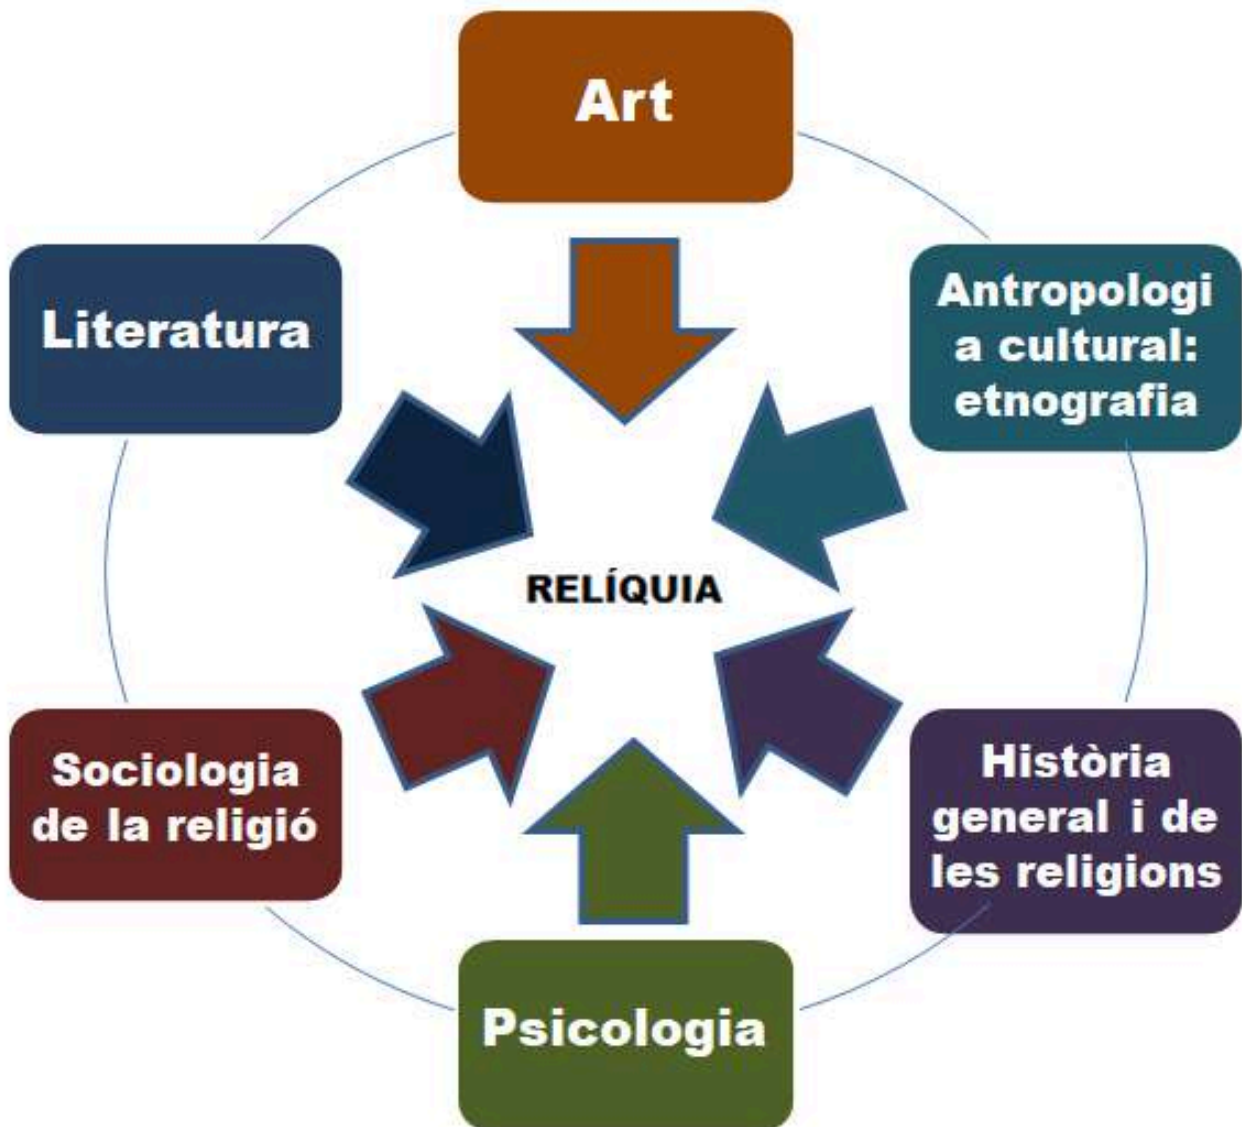 Art
Literatura
Antropologi
a cultural:
etnografia
RELÍQUIA
Sociologia
de la religió
Història
general i de
les religions
Psicologia